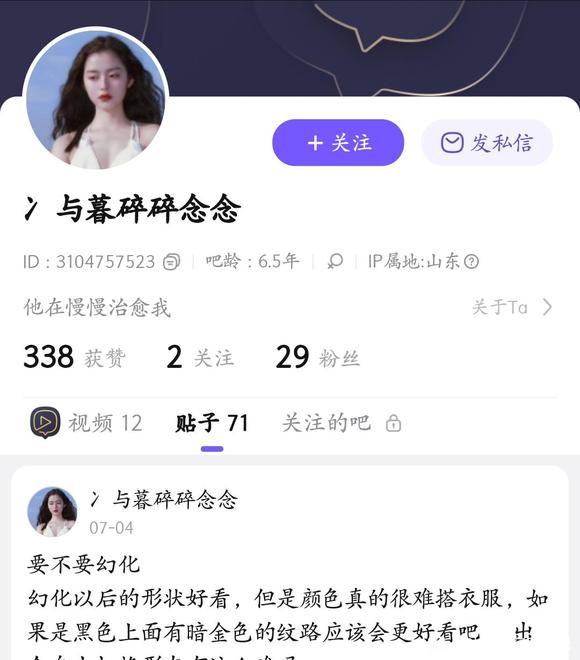 + 关注
发私信
冫与暮碎碎念念
ID：3104757523 吧龄：6.5年 IP属地:山东
他在慢慢治愈我 关于Ta
338 获赞 2 关注 29 粉丝
视频 12 贴子 71 关注的吧
冫与暮碎碎念念
07-04
要不要幻化
幻化以后的形状好看，但是颜色真的很难搭衣服，如
果是黑色上面有暗金色的纹路应该会更好看吧 出